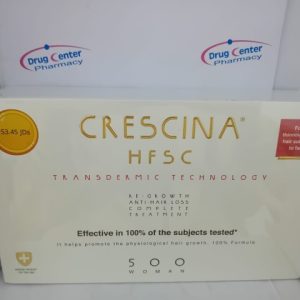 Drug Center
Pharmacy
Drug Center
Pharmacy
53.45 JDs
CRESCINA®
HFSC
TRANSDERMIC TECHNOLOGY
RE-GROWTH
ANTI-HAIR LOSS
COMPLETE
TREATMENT
Effective in 100% of the subjects tested*
It helps promote the physiological hair growth. 100% Formula
500
WOMAN